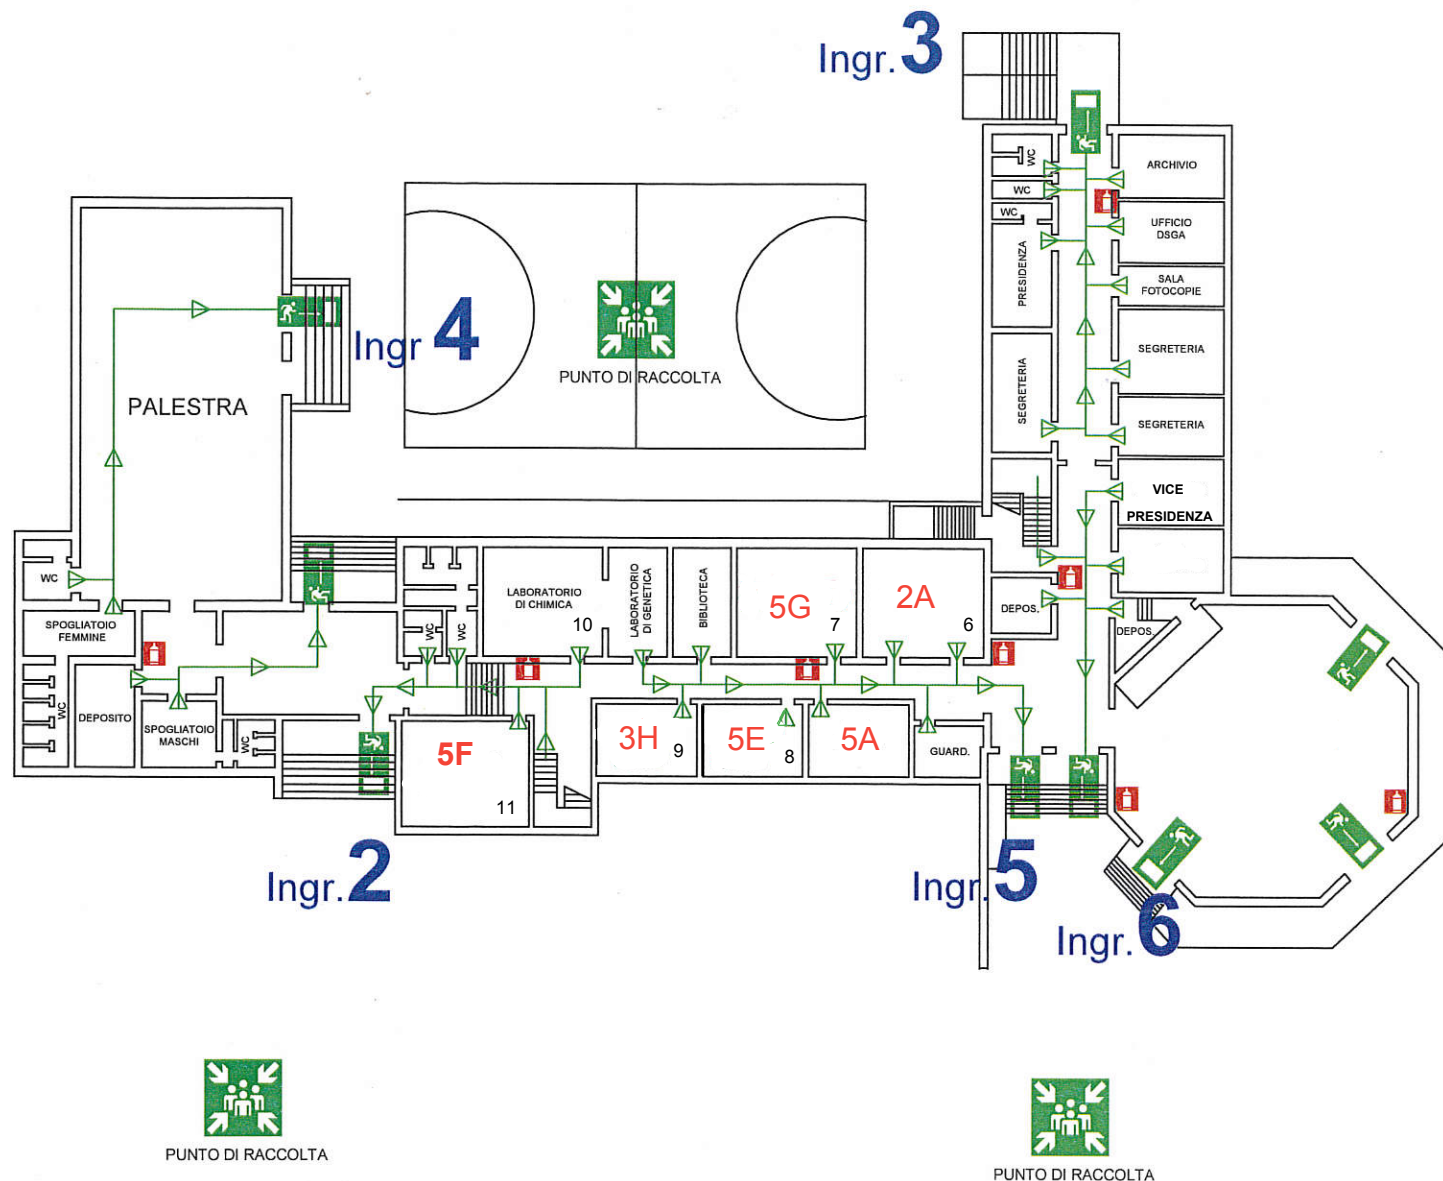 Ingr. 3
WC
ARCHIVIO
WC
WC
UFFICIO
DSGA
PRESIDENZA
SALA
FOTOCOPIE
Ingr 4
PUNTO DI RACCOLTA
SEGRETERIA
SEGRETERIA
PALESTRA
SEGRETERIA
VICE
PRESIDENZA
WC
LABORATORIO
DI CHIMICA
10
LABORATORIO
DI GENETICA
BIBLIOTECA
5G
7
2A
6
DEPOS.
DEPOS.
SPOGLIATOIO
FEMMINE
WC
WC
WC
DEPOSITO
SPOGLIATOIO
MASCHI
WC
5F
11
3H
9
5E
8
5A
GUARD.
Ingr. 2
Ingr. 5
Ingr. 6
PUNTO DI RACCOLTA
PUNTO DI RACCOLTA